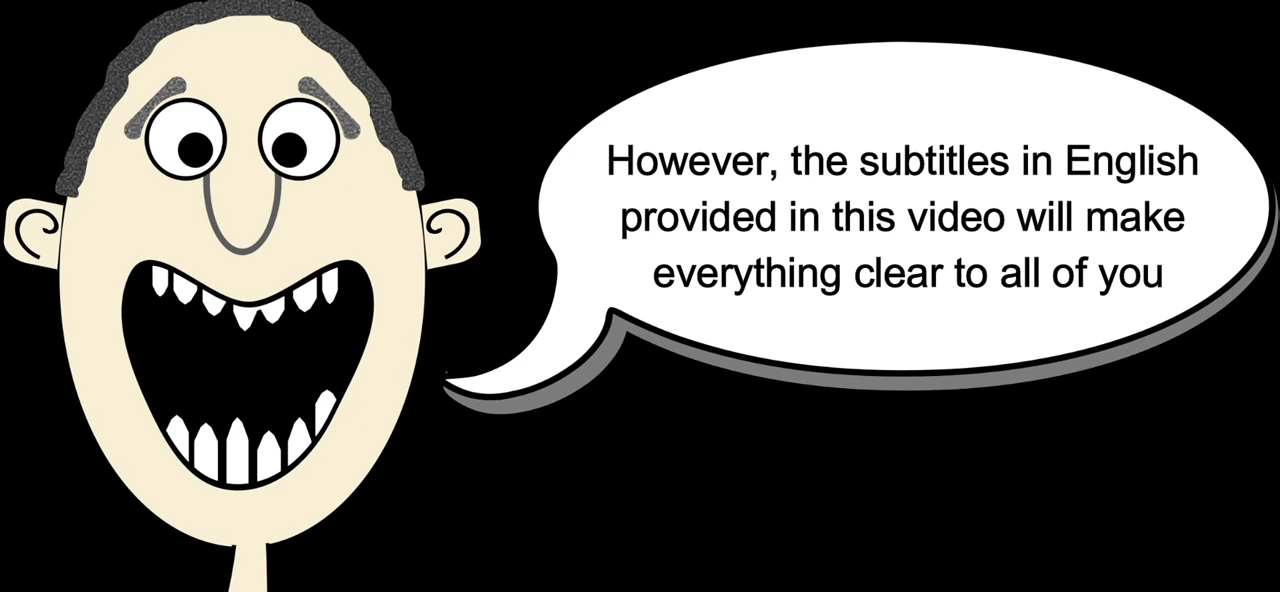 However, the subtitles in English
provided in this video will make
everything clear to all of you